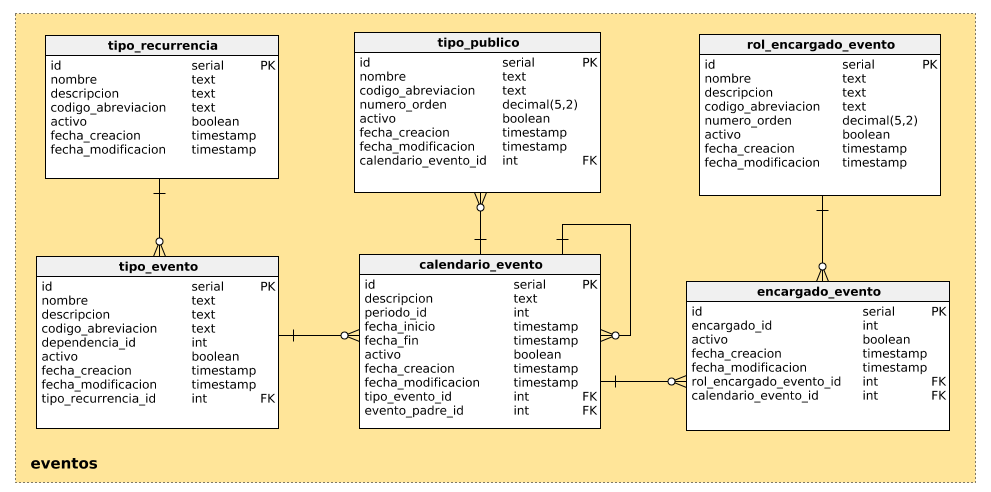 tipo_recurrencia
id serial PK
nombre text
descripcion text
codigo_abreviacion text
activo boolean
fecha_creacion timestamp
fecha_modificacion timestamp
tipo_publico
id serial PK
nombre text
codigo_abreviacion text
numero_orden decimal(5,2)
activo boolean
fecha_creacion timestamp
fecha_modificacion timestamp
calendario_evento_id int FK
rol_encargado_evento
id serial PK
nombre text
descripcion text
codigo_abreviacion text
numero_orden decimal(5,2)
activo boolean
fecha_creacion timestamp
fecha_modificacion timestamp
tipo_evento
id serial PK
nombre text
descripcion text
codigo_abreviacion text
dependencia_id int
activo boolean
fecha_creacion timestamp
fecha_modificacion timestamp
tipo_recurrencia_id int FK
calendario_evento
id serial PK
descripcion text
periodo_id int
fecha_inicio timestamp
fecha_fin timestamp
activo boolean
fecha_creacion timestamp
fecha_modificacion timestamp
tipo_evento_id int FK
evento_padre_id int FK
encargado_evento
id serial PK
encargado_id int
activo boolean
fecha_creacion timestamp
fecha_modificacion timestamp
rol_encargado_evento_id int FK
calendario_evento_id int FK
eventos